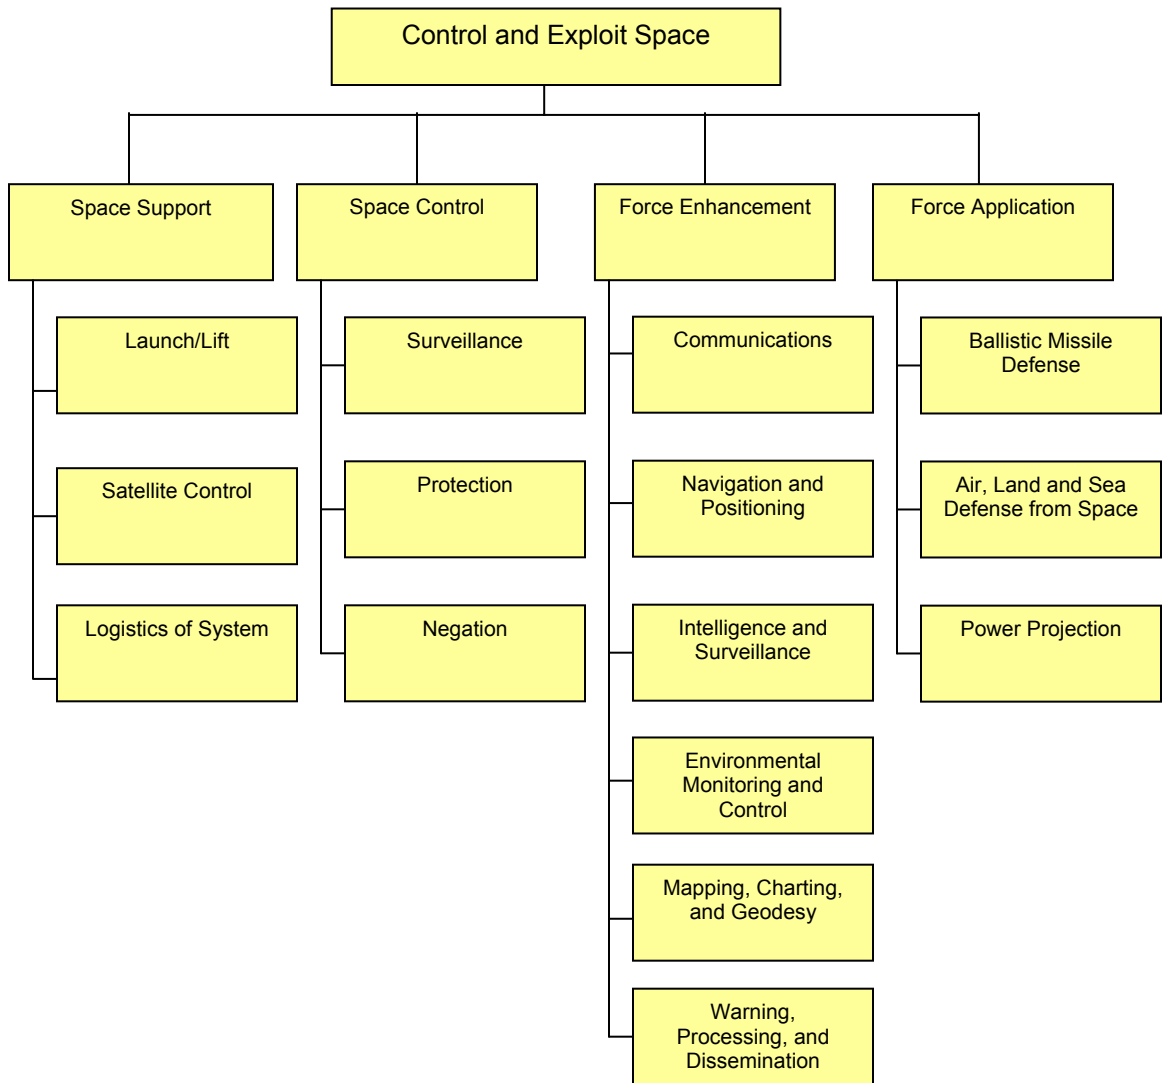 Control and Exploit Space
Space Support
Space Control
Force Enhancement
Force Application
Launch/Lift
Surveillance
Communications
Ballistic Missile
Defense
Satellite Control
Protection
Navigation and
Positioning
Air, Land and Sea
Defense from Space
Logistics of System
Negation
Intelligence and
Surveillance
Power Projection
Environmental
Monitoring and
Control
Mapping, Charting,
and Geodesy
Warning,
Processing, and
Dissemination